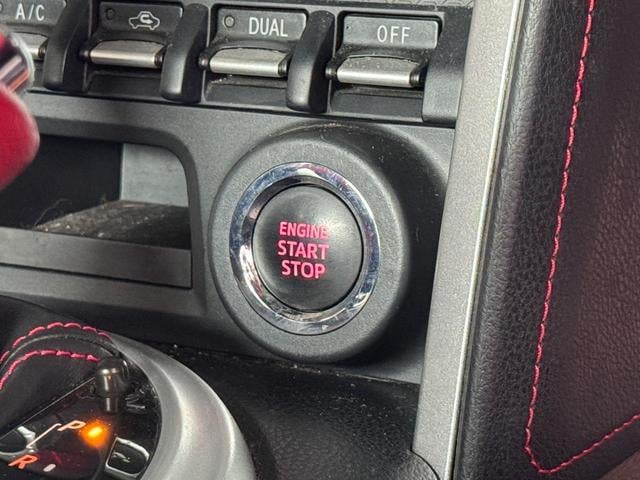 A/C
DUAL
OFF
ENGINE
START
STOP
P
R